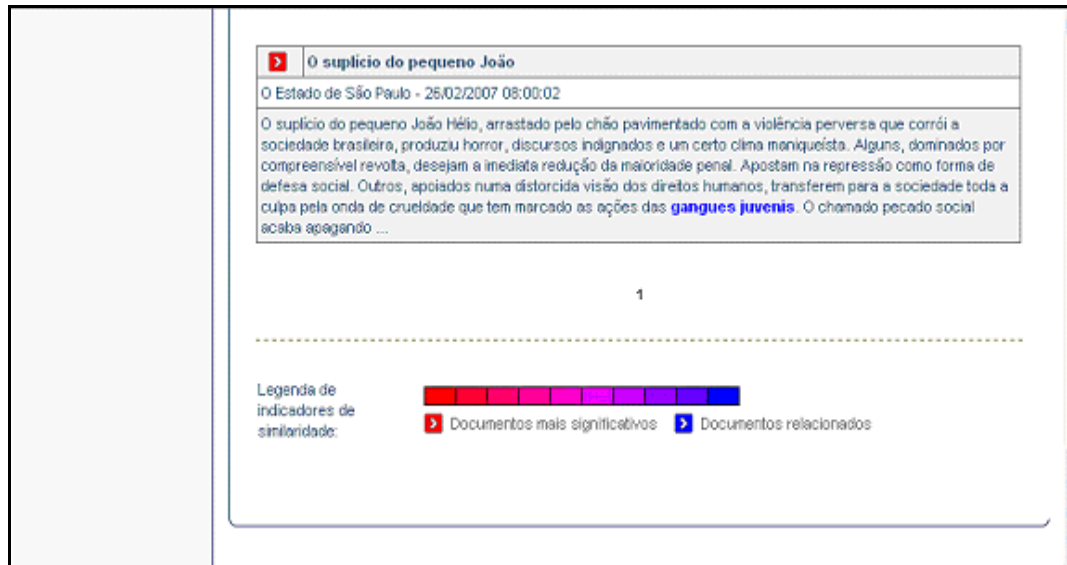 O suplício do pequeno João
O Estado de São Paulo - 26/02/2007 08:00:02
O suplício do pequeno João Hélio, arrastado pelo chão pavimentado com a violência perversa que corrói a
sociedade brasileira, produziu horror, discursos indignados e um certo clima maniqueísta. Alguns, dominados por
compreensível revolta, desejam a imediata redução da maioridade penal. Apostam na repressão como forma de
defesa social. Outros, apoiados numa distorcida visão dos direitos humanos, transferem para a sociedade toda a
culpa pela onda de crueldade que tem marcado as ações das gangues juvenis. O chamado pecado social
acaba apagando ...
1
Legenda de
indicadores de
similaridade:
Documentos mais significativos Documentos relacionados